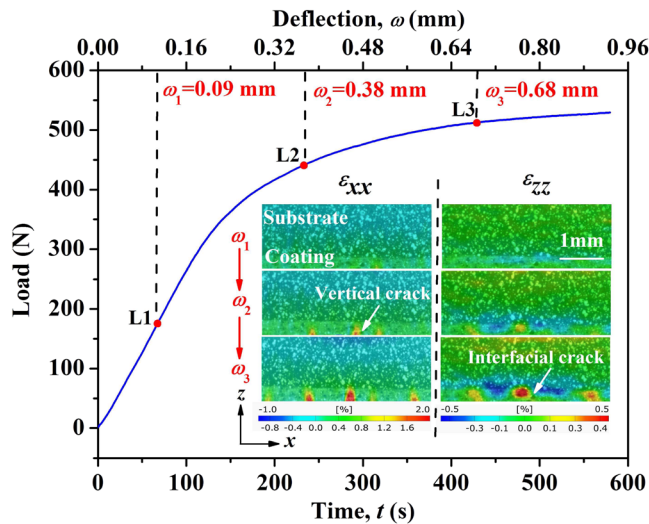 Deflection, ω (mm)
0.00 0.16 0.32 0.48 0.64 0.80 0.96
600
500
400
300
200
100
0
Load (N)
ω1=0.09 mm
ω2=0.38 mm
ω3=0.68 mm
L1
L2
L3
εxx
εzz
Substrate
Coating
1mm
ω1
ω2
ω3
Vertical crack
Interfacial crack
z
x
-1.0 [%] 2.0
-0.8 -0.4 0.0 0.4 0.8 1.2 1.6
-0.5 [%] 0.5
-0.3 -0.1 0.0 0.1 0.3 0.4
0 100 200 300 400 500 600
Time, t (s)